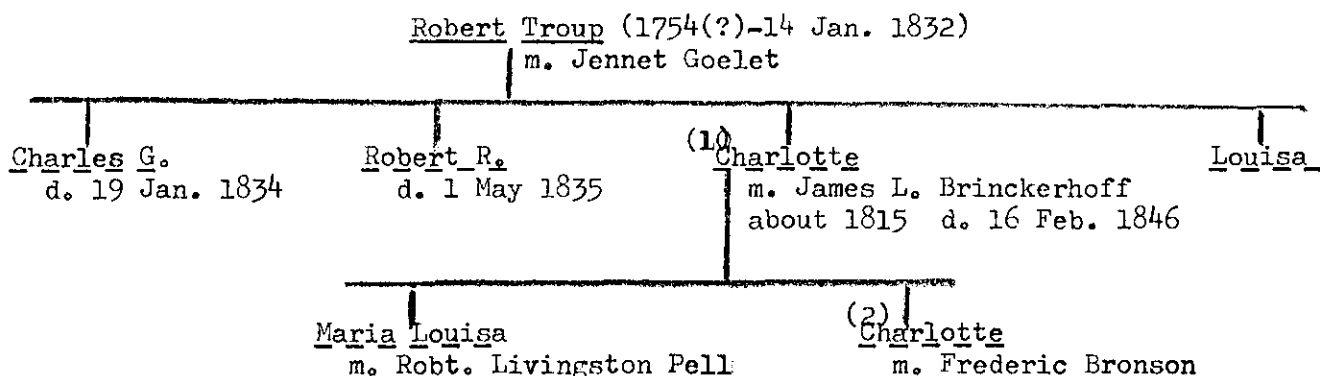 Robert Troup (1754(?)-14 Jan. 1832)
m. Jennet Goelet
Charles G.
d. 19 Jan. 1834
Robert R.
d. 1 May 1835
(1)
Charlotte
m. James L. Brinckerhoff
about 1815 d. 16 Feb. 1846
Louisa
Maria Louisa
m. Robt. Livingston Pell
(2)
Charlotte
m. Frederic Bronson